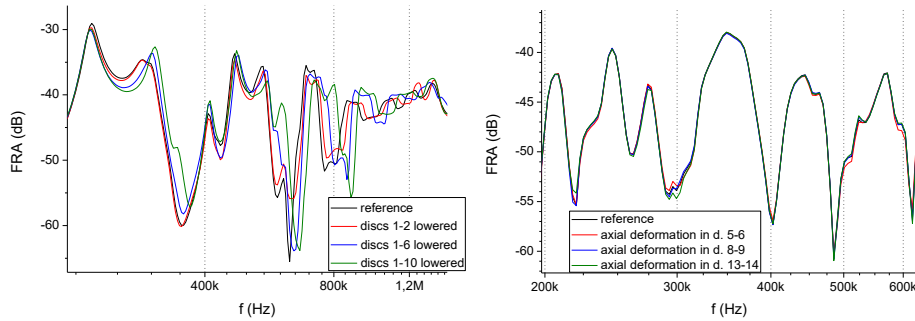 FRA (dB)
-30
-40
-50
-60
400k
800k
1,2M
f (Hz)
reference
discs 1-2 lowered
discs 1-6 lowered
discs 1-10 lowered
FRA (dB)
-40
-45
-50
-55
-60
200k
300k
400k
500k
600k
f (Hz)
reference
axial deformation in d. 5-6
axial deformation in d. 8-9
axial deformation in d. 13-14